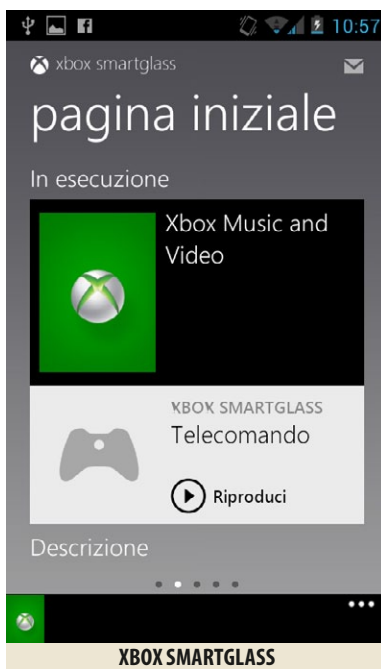 10:57
xbox smartglass
pagina iniziale
In esecuzione
Xbox Music and
Video
XBOX SMARTGLASS
Telecomando
Riproduci
Descrizione
XBOX SMARTGLASS